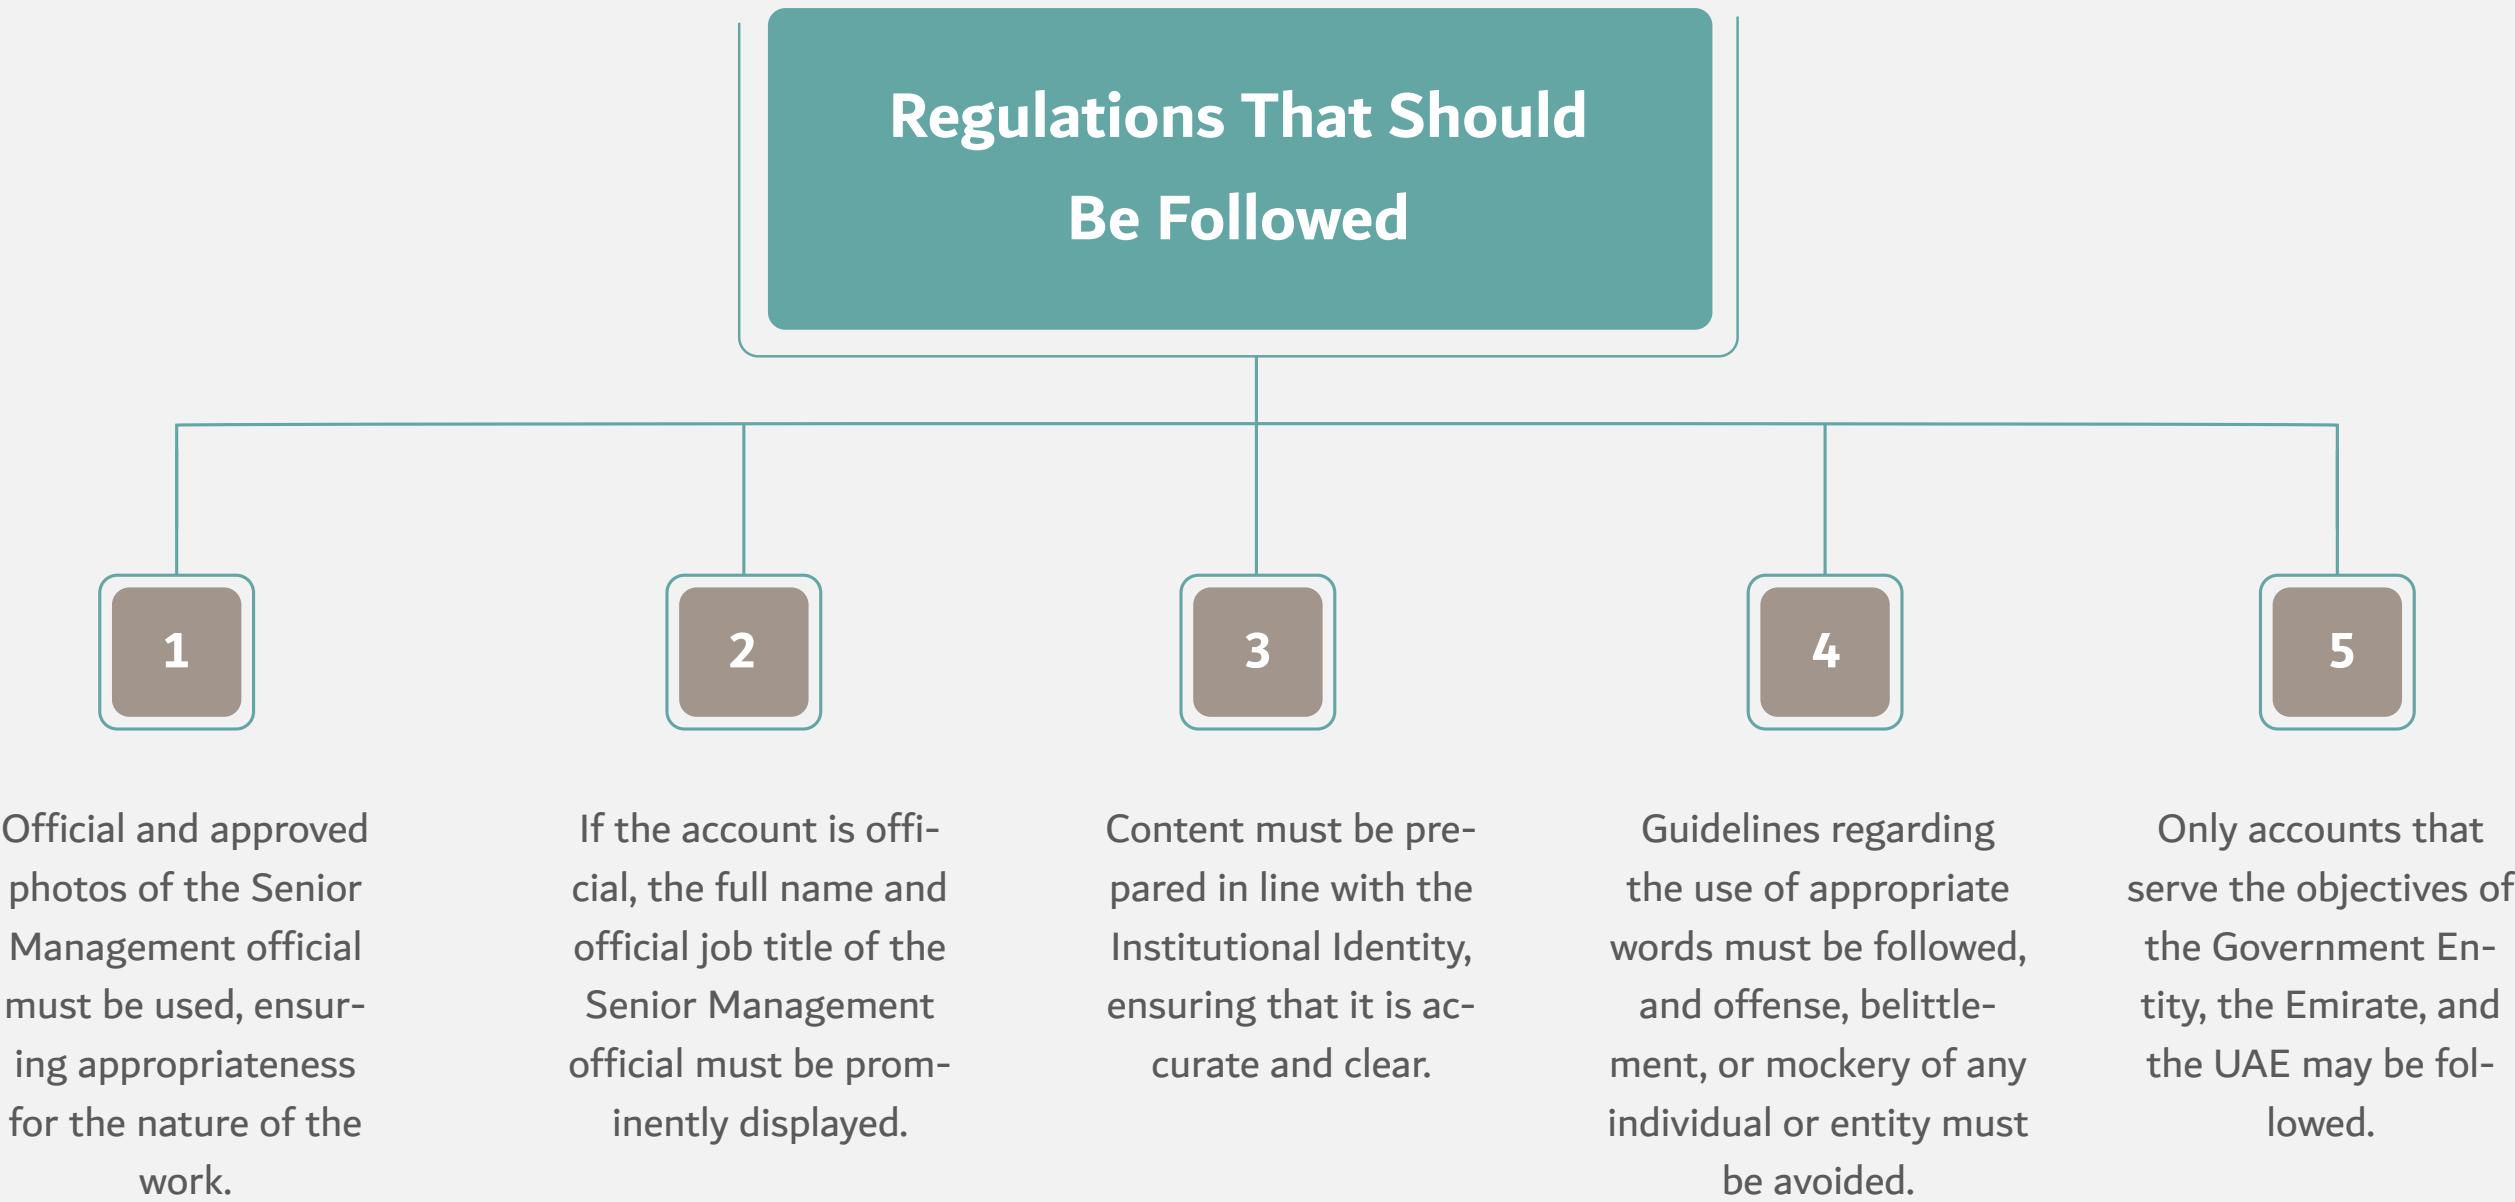 Regulations That Should
Be Followed
1
Official and approved
photos of the Senior
Management official
must be used, ensur-
ing appropriateness
for the nature of the
work.
2
If the account is offi-
cial, the full name and
official job title of the
Senior Management
official must be prom-
inently displayed.
3
Content must be pre-
pared in line with the
Institutional Identity,
ensuring that it is ac-
curate and clear.
4
Guidelines regarding
the use of appropriate
words must be followed,
and offense, belittle-
ment, or mockery of any
individual or entity must
be avoided.
5
Only accounts that
serve the objectives of
the Government En-
tity, the Emirate, and
the UAE may be fol-
lowed.